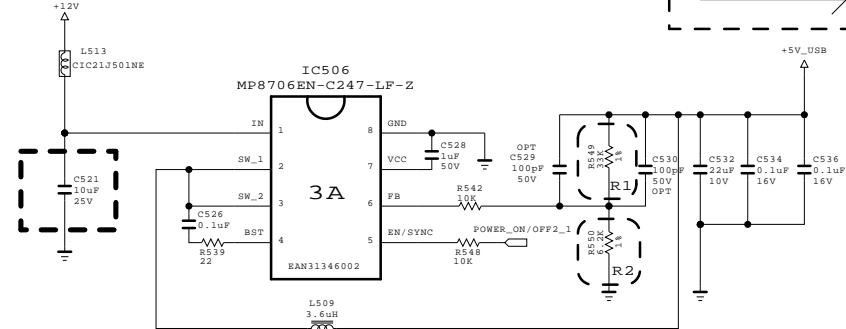 +12V
L513
CIC21J501NE
IC506
MP8706EN-C247-LF-Z
+5V_USB
IN
1
8
GND
C528
1uF
50V
SW_1
2
7
VCC
OPT
C529
100pF
50V
R549
33K
1%
R1
C530
100pF
50V
OPT
C532
22uF
10V
C534
0.1uF
16V
C536
0.1uF
16V
C521
10uF
25V
3A
SW_2
3
6
FB
R542
10K
C526
0.1uF
BST
4
5
EN/SYNC
POWER_ON/OFF2_1
R539
22
R548
10K
R550
6.2K
1%
R2
EAN31346002
L509
3.6uH